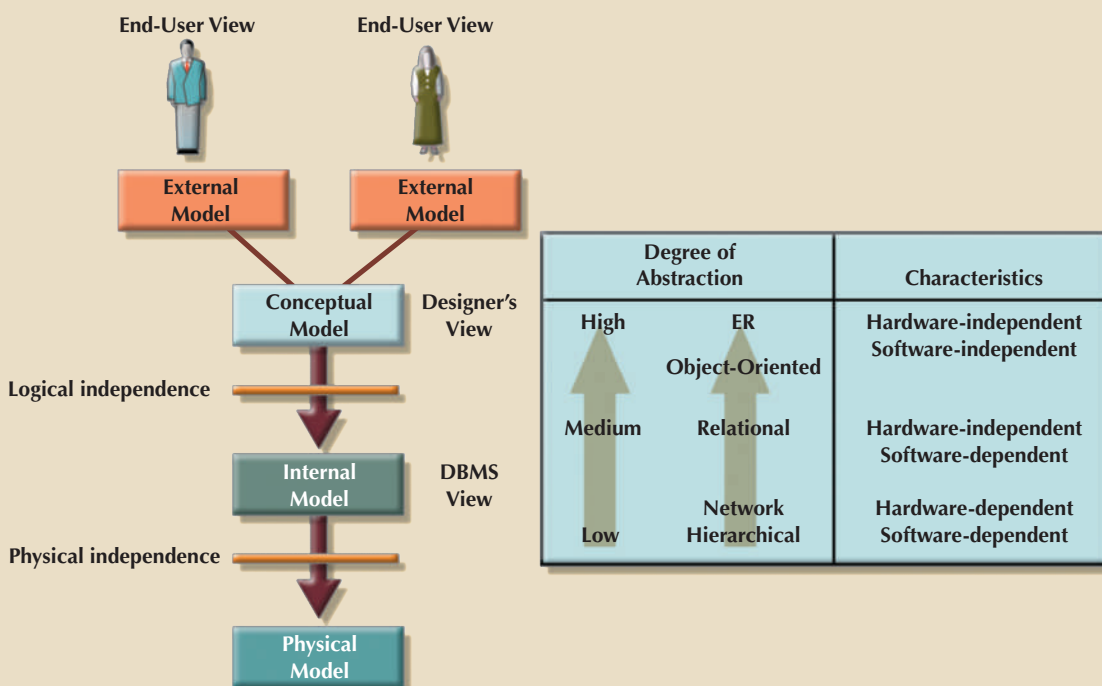 End-User View
End-User View
External
Model
External
Model
Conceptual
Model
Designer's
View
Logical independence
Internal
Model
DBMS
View
Physical independence
Physical
Model
Degree of
Abstraction
Characteristics
High
ER
Hardware-independent
Software-independent
Object-Oriented
Medium
Relational
Hardware-independent
Software-dependent
Low
Network
Hierarchical
Hardware-dependent
Software-dependent